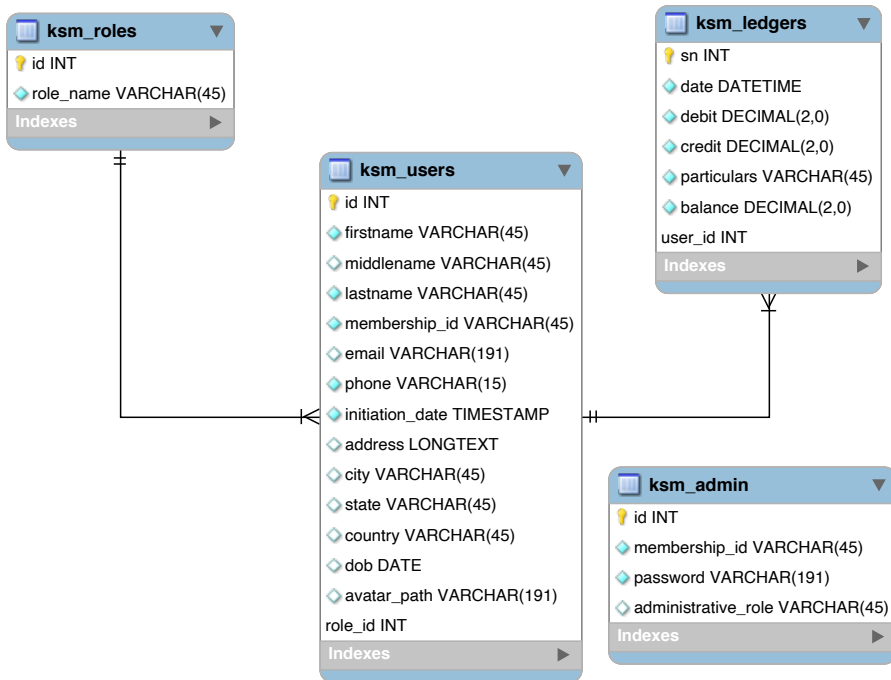 ksm_roles
id INT
role_name VARCHAR(45)
Indexes
ksm_users
id INT
firstname VARCHAR(45)
middlename VARCHAR(45)
lastname VARCHAR(45)
membership_id VARCHAR(45)
email VARCHAR(191)
phone VARCHAR(15)
initiation_date TIMESTAMP
address LONGTEXT
city VARCHAR(45)
state VARCHAR(45)
country VARCHAR(45)
dob DATE
avatar_path VARCHAR(191)
role_id INT
Indexes
ksm_ledgers
sn INT
date DATETIME
debit DECIMAL(2,0)
credit DECIMAL(2,0)
particulars VARCHAR(45)
balance DECIMAL(2,0)
user_id INT
Indexes
ksm_admin
id INT
membership_id VARCHAR(45)
password VARCHAR(191)
administrative_role VARCHAR(45)
Indexes